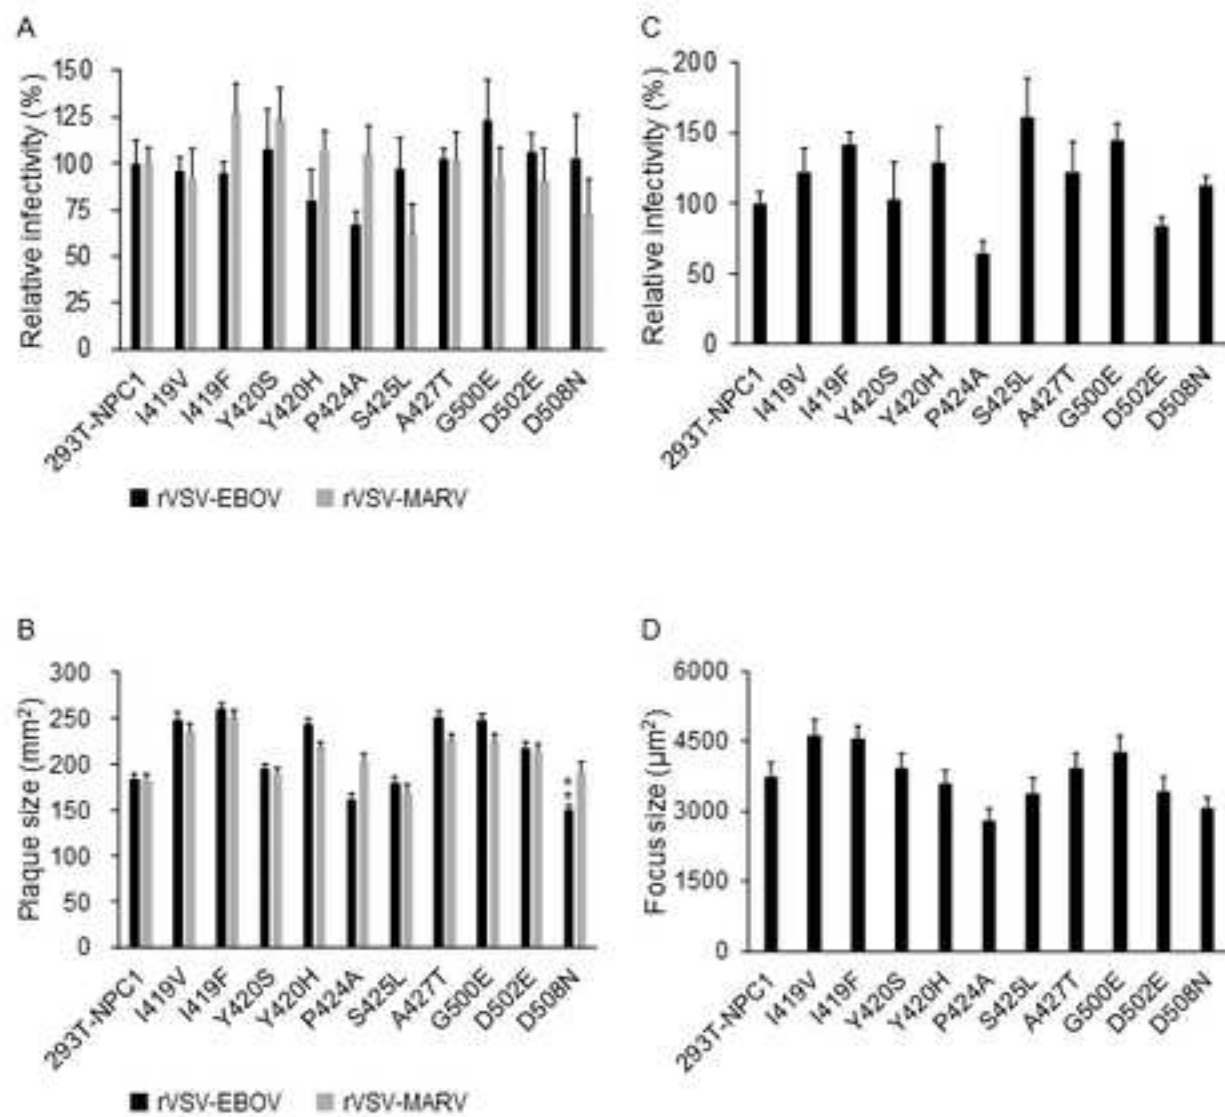 A
Relative infectivity (%)
150
125
100
75
50
25
0
293T-NPC1
I419V
I419F
Y420S
Y420H
P424A
S425L
A427T
G500E
D502E
D508N
rVSV-EBOV
rVSV-MARV
C
Relative infectivity (%)
200
150
100
50
0
293T-NPC1
I419V
I419F
Y420S
Y420H
P424A
S425L
A427T
G500E
D502E
D508N
B
Plaque size (mm²)
300
250
200
150
100
50
0
**
293T-NPC1
I419V
I419F
Y420S
Y420H
P424A
S425L
A427T
G500E
D502E
D508N
rVSV-EBOV
rVSV-MARV
D
Focus size (µm²)
6000
4500
3000
1500
0
293T-NPC1
I419V
I419F
Y420S
Y420H
P424A
S425L
A427T
G500E
D502E
D508N